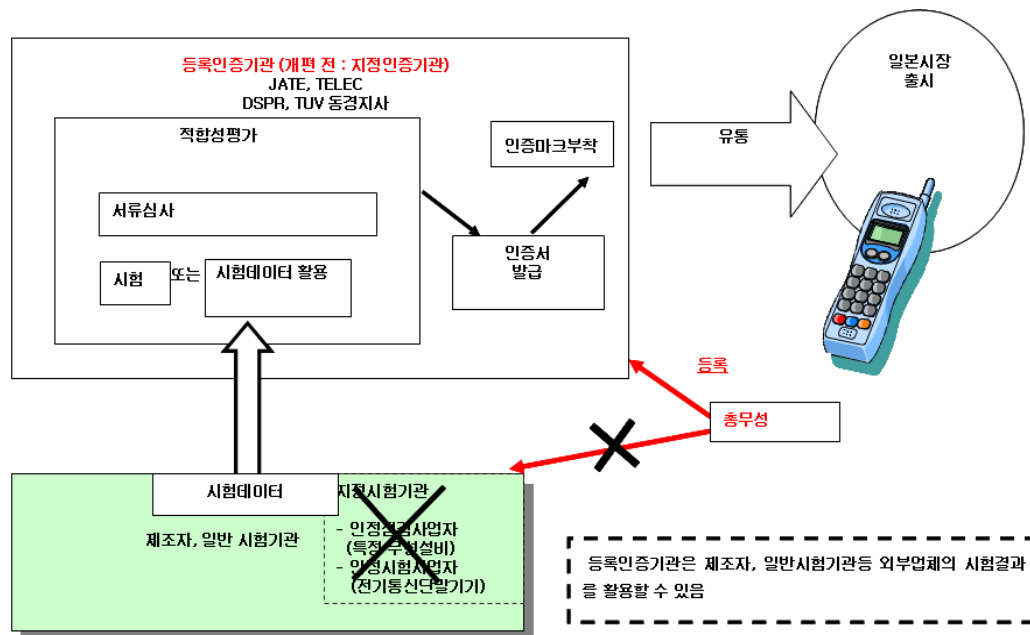 등록인증기관 (개편 전 : 지정인증기관)
JATE, TELEC
DSPR, TUV 동경지사
적합성평가
서류심사
시험
또는
시험데이터 활용
인증서
발급
인증마크부착
유통
일본시장
출시
등록
총무성
시험데이터
제조자, 일반 시험기관
지정시험기관
- 인정점검사업자
(특정 무선설비)
- 인정시험사업자
(전기통신단말기기)
등록인증기관은 제조자, 일반시험기관등 외부업체의 시험결과
를 활용할 수 있음